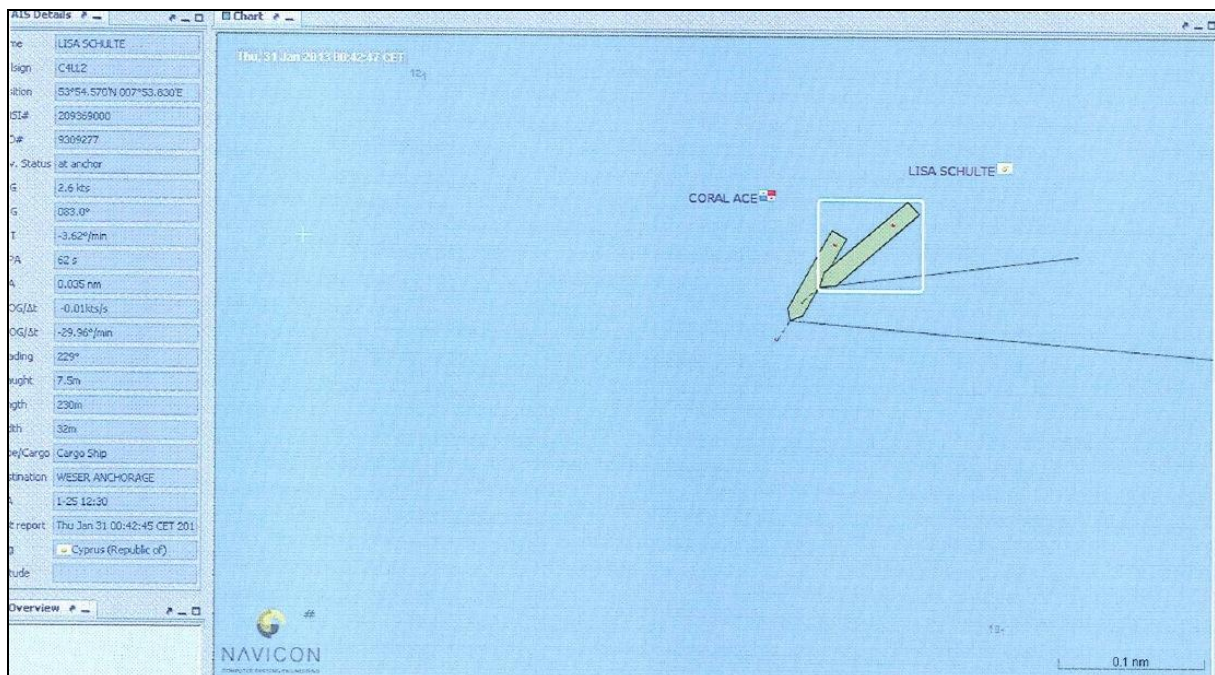 AIS Details
me LISA SCHULTE
lsign C4LL2
sition 53°54.570'N 007°53.830'E
ISI# 209369000
O# 9309277
v. Status at anchor
G 2.6 kts
G 083.0°
T -3.62°/min
PA 62 s
A 0.035 nm
OG/Δt -0.01kts/s
OG/Δt -29.96°/min
ading 229°
aught 7.5m
ngth 230m
dth 32m
pe/Cargo Cargo Ship
stination WESER ANCHORAGE
A 1-25 12:30
t report Thu Jan 31 00:42:45 CET 201
g Cyprus (Republic of)
tude
Overview
Chart
Thu, 31 Jan 2013 00:42:47 CET
LISA SCHULTE
CORAL ACE
#
NAVICON
0.1 nm